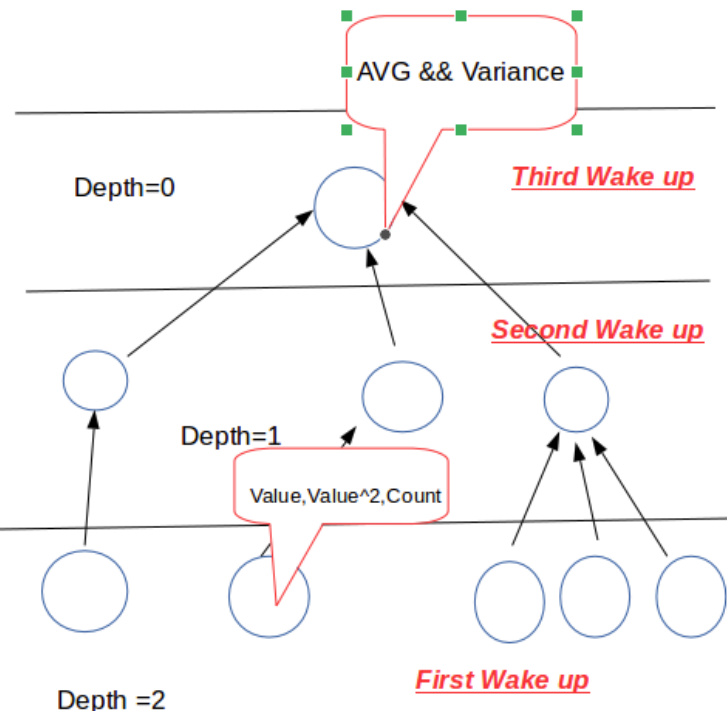 AVG && Variance
Depth=0
Third Wake up
Second Wake up
Depth=1
Value,Value^2,Count
First Wake up
Depth =2